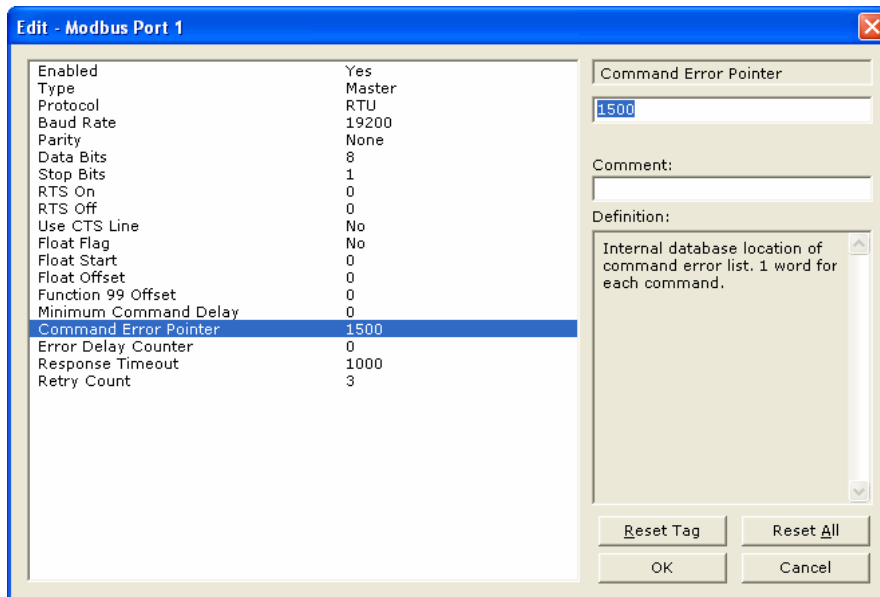 Edit - Modbus Port 1
Enabled Yes
Type Master
Protocol RTU
Baud Rate 19200
Parity None
Data Bits 8
Stop Bits 1
RTS On 0
RTS Off 0
Use CTS Line No
Float Flag No
Float Start 0
Float Offset 0
Function 99 Offset 0
Minimum Command Delay 0
Command Error Pointer 1500
Error Delay Counter 0
Response Timeout 1000
Retry Count 3
Command Error Pointer
1500
Comment:
Definition:
Internal database location of
command error list. 1 word for
each command.
Reset Tag Reset All
OK Cancel